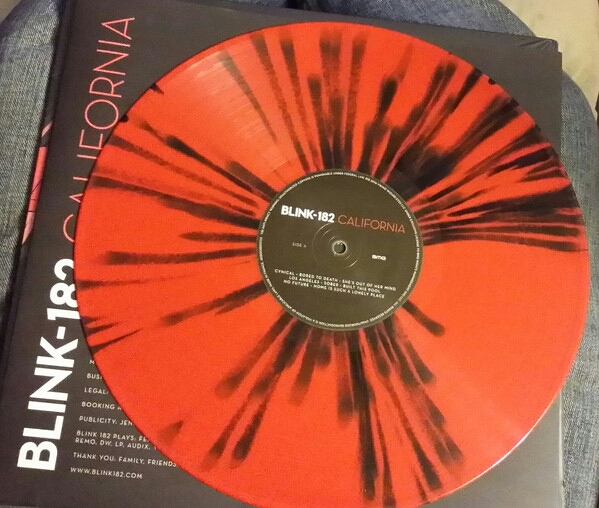 BLINK-182 CALIFORNIA
BUSI
LEGAL:
BOOKING
PUBLICITY: JEN
BLINK 182 PLAYS: FL
REMO, DW, LP, AUDIX,
THANK YOU: FAMILY, FRIENDS
WWW.BLINK182.COM
BLINK-182 CALIFORNIA
SIDE
BMG
CYNICAL - BORED TO DEATH - SHE'S OUT OF HER MIND
LOS ANGELES - SOBER - BUILT THIS POOL
NO FUTURE - HOME IS SUCH A LONELY PLACE